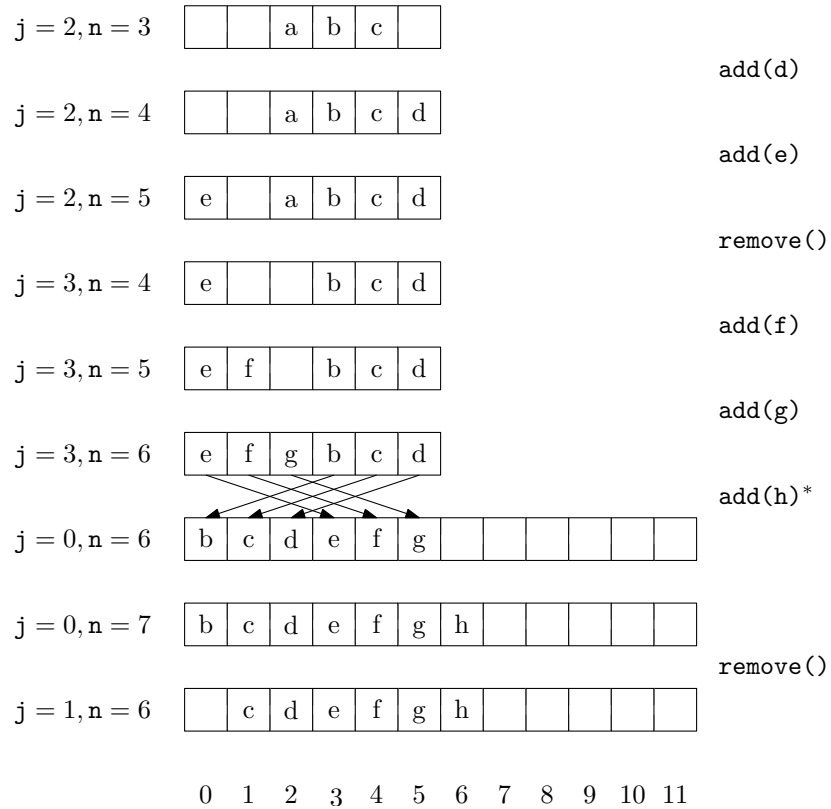 j = 2, n = 3 a b c
add(d)
j = 2, n = 4 a b c d
add(e)
j = 2, n = 5 e a b c d
remove()
j = 3, n = 4 e b c d
add(f)
j = 3, n = 5 e f b c d
add(g)
j = 3, n = 6 e f g b c d
add(h)*
j = 0, n = 6 b c d e f g
j = 0, n = 7 b c d e f g h
remove()
j = 1, n = 6 c d e f g h
0 1 2 3 4 5 6 7 8 9 10 11